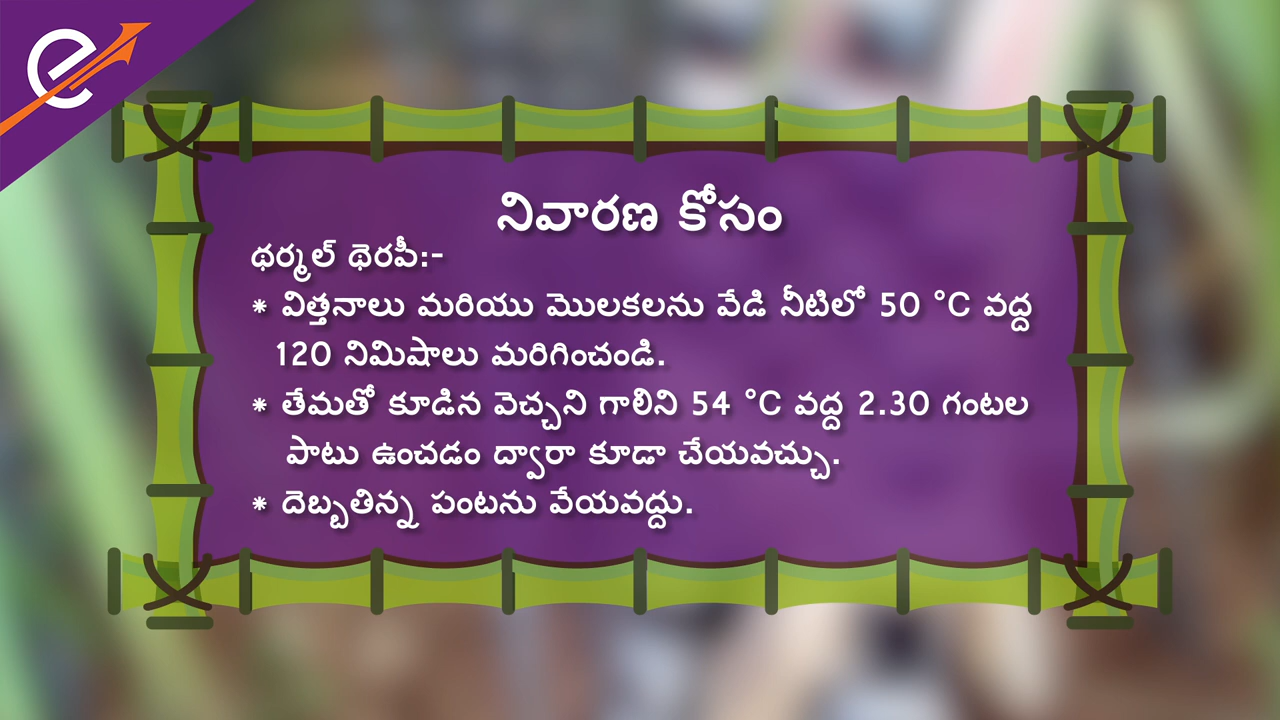 e
నివారణ కోసం
థర్మల్ థెరపీ:-
* విత్తనాలు మరియు మొలకలను వేడి నీటిలో 50 °C వద్ద
120 నిమిషాలు మరిగించండి.
* తేమతో కూడిన వెచ్చని గాలిని 54 °C వద్ద 2.30 గంటల
పాటు ఉంచడం ద్వారా కూడా చేయవచ్చు.
* దెబ్బతిన్న పంటను వేయవద్దు.